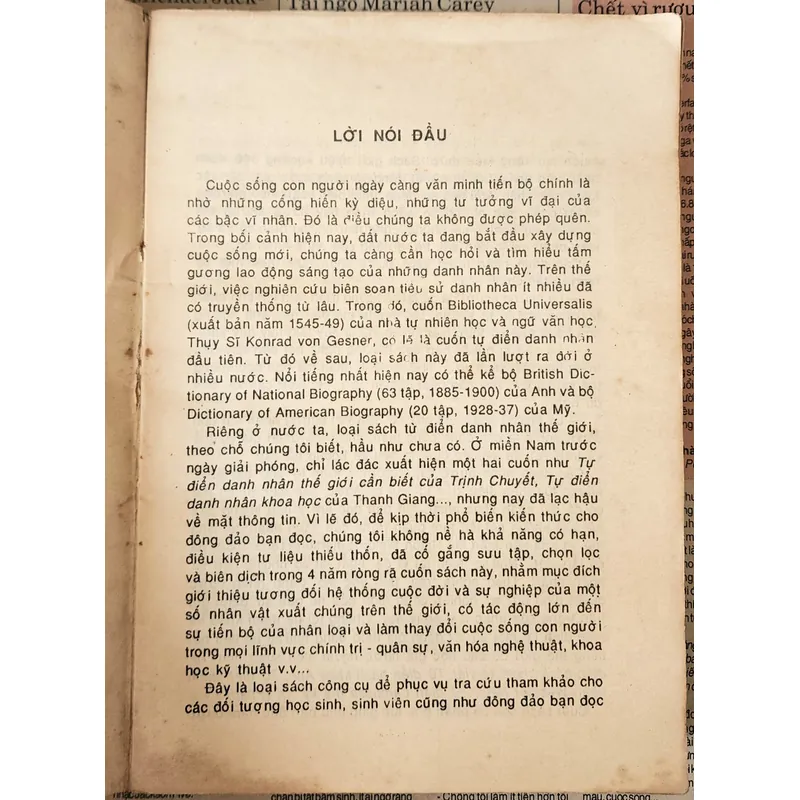 Tái ngộ Mariah Carey
Chết vì rượu
LỜI NÓI ĐẦU
Cuộc sống con người ngày càng văn minh tiến bộ chính là
nhờ những cống hiến kỳ diệu, những tư tưởng vĩ đại của
các bậc vĩ nhân. Đó là điều chúng ta không được phép quên.
Trong bối cảnh hiện nay, đất nước ta đang bắt đầu xây dựng
cuộc sống mới, chúng ta càng cần học hỏi và tìm hiểu tấm
gương lao động sáng tạo của những danh nhân này. Trên thế
giới, việc nghiên cứu biên soạn tiểu sử danh nhân ít nhiều đã
có truyền thống từ lâu. Trong đó, cuốn Bibliotheca Universalis
(xuất bản năm 1545-49) của nhà tự nhiên học và ngữ văn học
Thụy Sĩ Konrad von Gesner, có lẽ là cuốn tự điển danh nhân
đầu tiên. Từ đó về sau, loại sách này đã lần lượt ra đời ở
nhiều nước. Nổi tiếng nhất hiện nay có thể kể bộ British Dic-
tionary of National Biography (63 tập, 1885-1900) của Anh và bộ
Dictionary of American Biography (20 tập, 1928-37) của Mỹ.
Riêng ở nước ta, loại sách từ điển danh nhân thế giới,
theo chỗ chúng tôi biết, hầu như chưa có. Ở miền Nam trước
ngày giải phóng, chỉ lác đác xuất hiện một hai cuốn như Tự
điển danh nhân thế giới cần biết của Trịnh Chuyết, Tự điển
danh nhân khoa học của Thanh Giang..., nhưng nay đã lạc hậu
về mặt thông tin. Vì lẽ đó, để kịp thời phổ biến kiến thức cho
đông đảo bạn đọc, chúng tôi không nề hà khả năng có hạn,
điều kiện tư liệu thiếu thốn, đã cố gắng sưu tập, chọn lọc
và biên dịch trong 4 năm ròng rã cuốn sách này, nhằm mục đích
giới thiệu tương đối hệ thống cuộc đời và sự nghiệp của một
số nhân vật xuất chúng trên thế giới, có tác động lớn đến
sự tiến bộ của nhân loại và làm thay đổi cuộc sống con người
trong mọi lĩnh vực chính trị - quân sự, văn hóa nghệ thuật, khoa
học kỹ thuật v.v...
Đây là loại sách công cụ để phục vụ tra cứu tham khảo cho
các đối tượng học sinh, sinh viên cũng như đông đảo bạn đọc